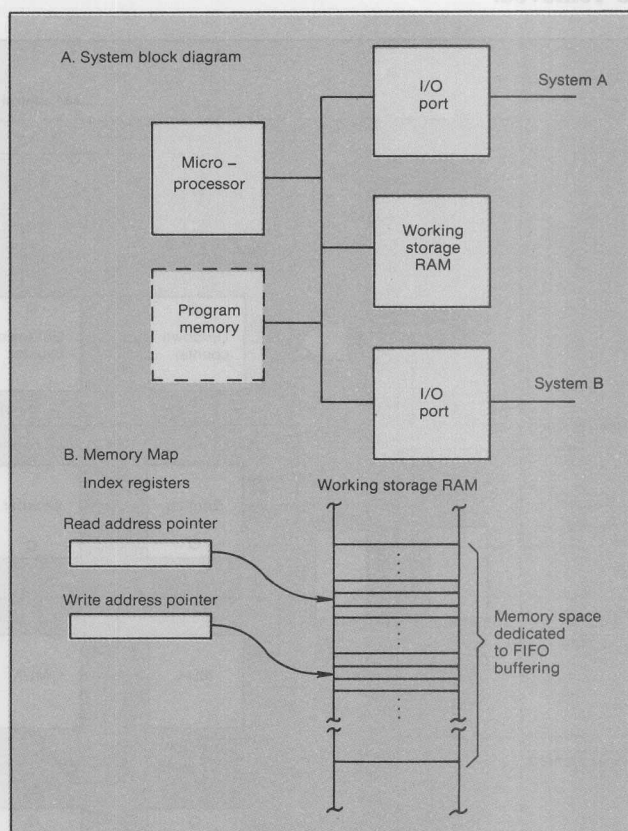 A. System block diagram
I/O
port
System A
Micro –
processor
Working
storage
RAM
Program
memory
I/O
port
System B
B. Memory Map
Index registers
Working storage RAM
Read address pointer
Write address pointer
Memory space
dedicated
to FIFO
buffering